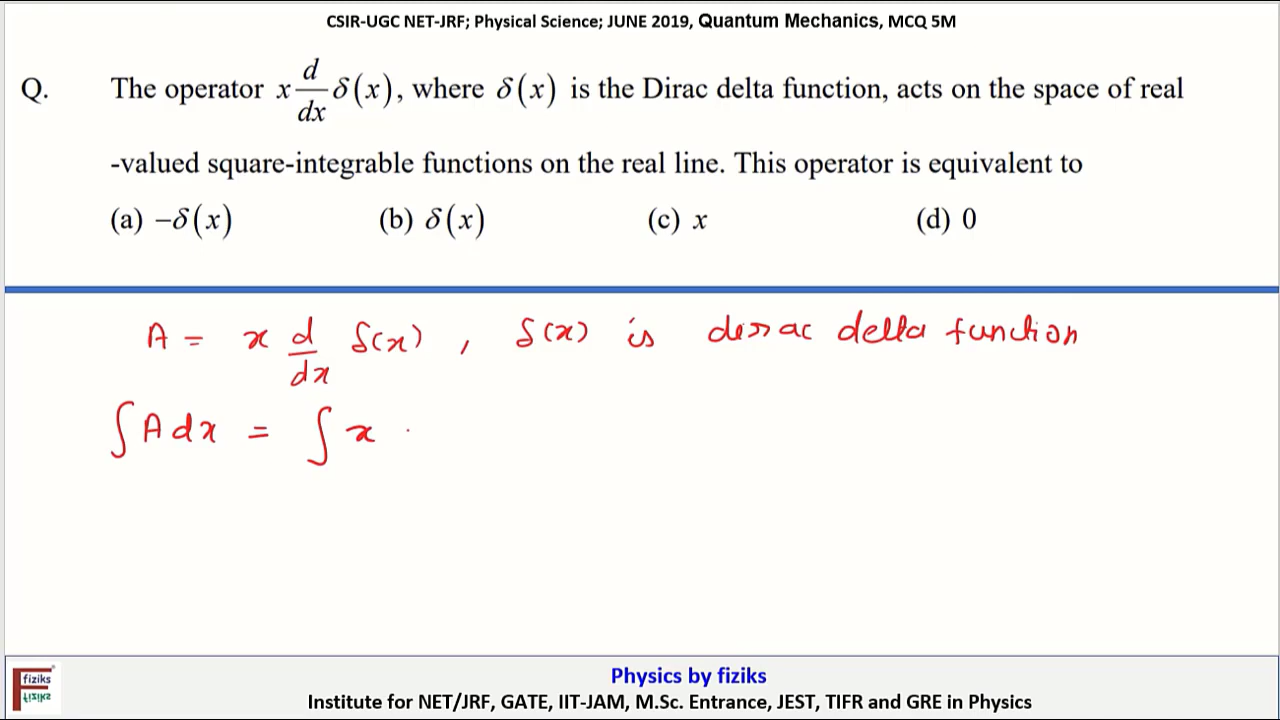 CSIR-UGC NET-JRF; Physical Science; JUNE 2019, Quantum Mechanics, MCQ 5M
Q. The operator x d/dx δ(x), where δ(x) is the Dirac delta function, acts on the space of real
-valued square-integrable functions on the real line. This operator is equivalent to
(a) −δ(x) (b) δ(x) (c) x (d) 0
A = x d/dx δ(x), δ(x) is dirac delta function
∫ A dx = ∫ x
fiziks
Physics by fiziks
Institute for NET/JRF, GATE, IIT-JAM, M.Sc. Entrance, JEST, TIFR and GRE in Physics